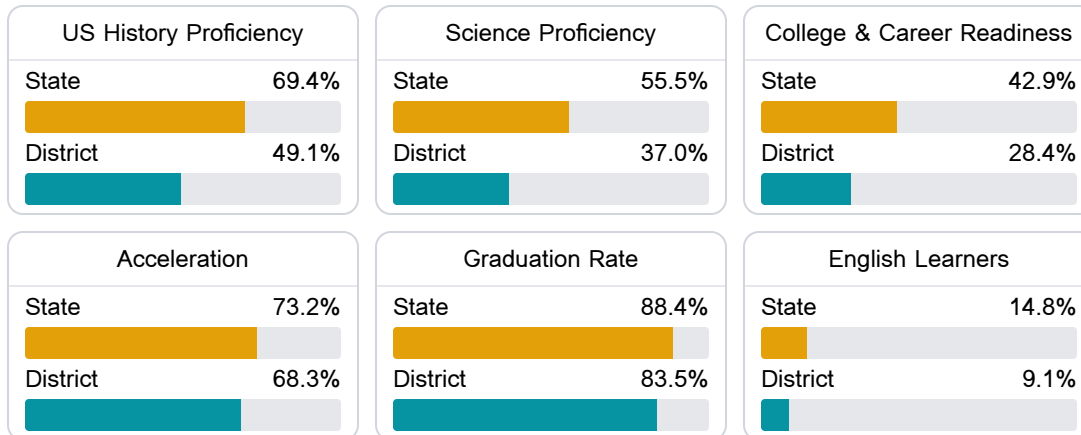 US History Proficiency
State 69.4%
District 49.1%
Science Proficiency
State 55.5%
District 37.0%
College & Career Readiness
State 42.9%
District 28.4%
Acceleration
State 73.2%
District 68.3%
Graduation Rate
State 88.4%
District 83.5%
English Learners
State 14.8%
District 9.1%